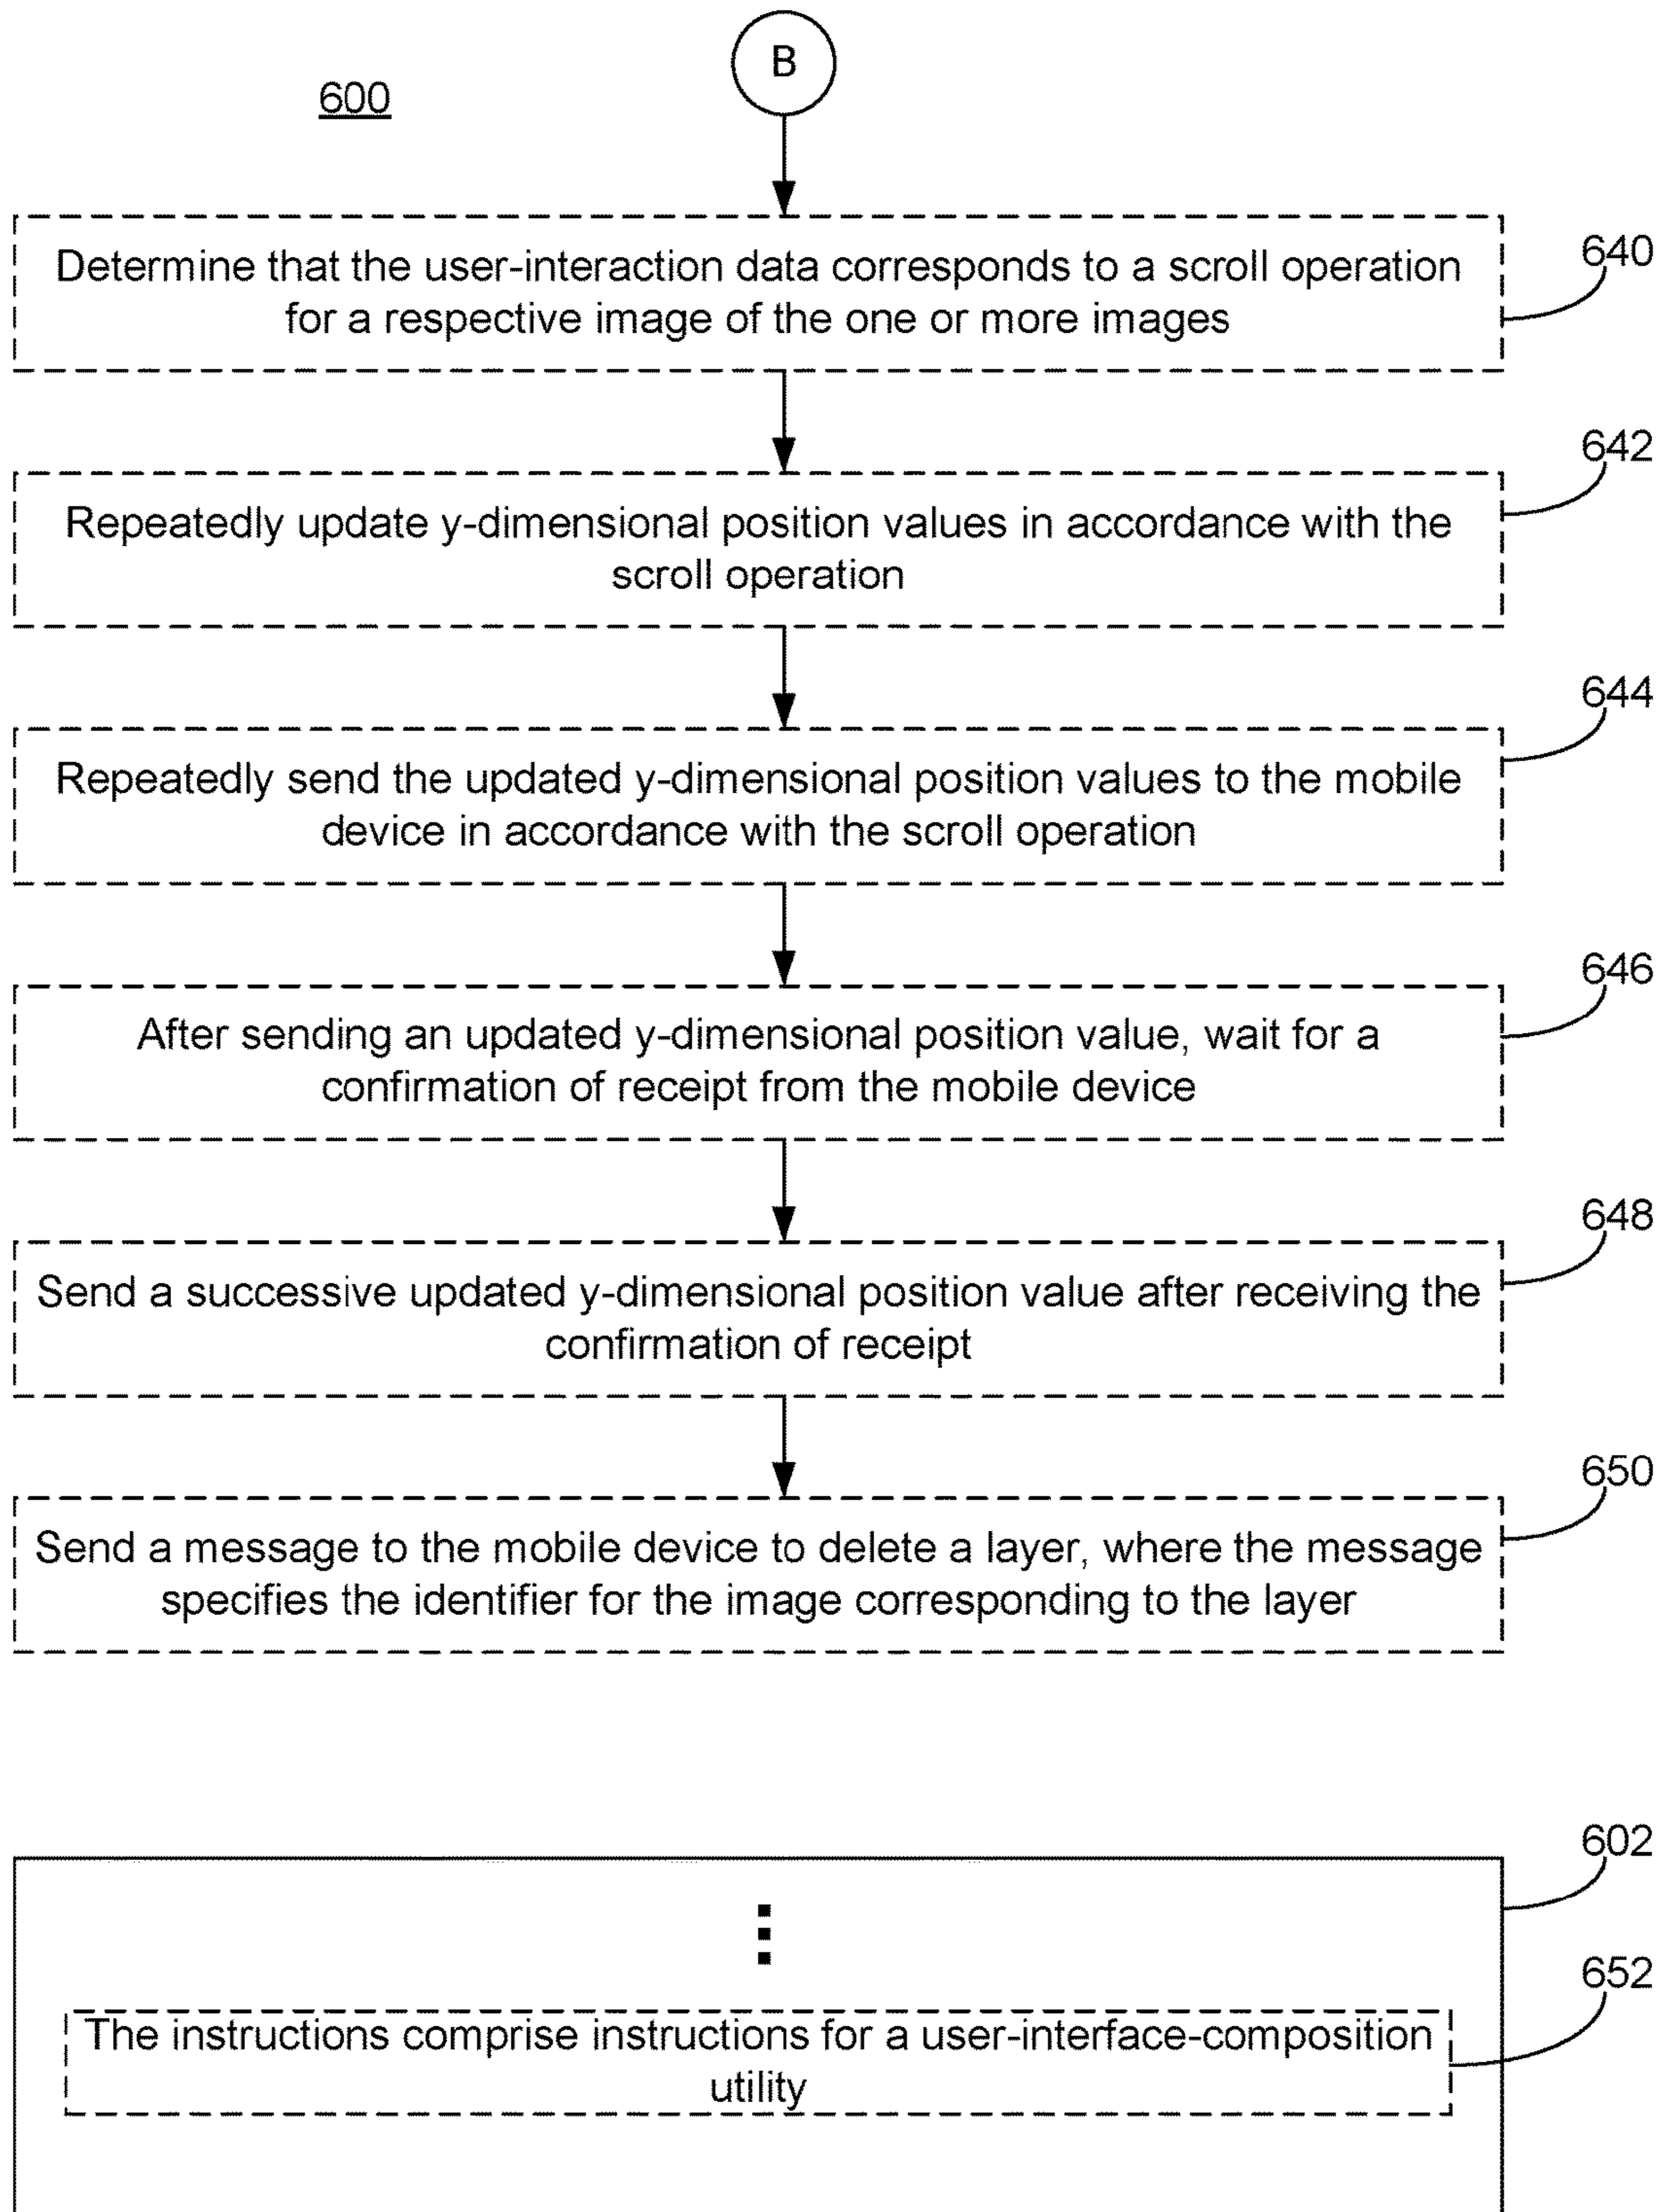 B
600
Determine that the user-interaction data corresponds to a scroll operation
for a respective image of the one or more images
640
Repeatedly update y-dimensional position values in accordance with the
scroll operation
642
Repeatedly send the updated y-dimensional position values to the mobile
device in accordance with the scroll operation
644
After sending an updated y-dimensional position value, wait for a
confirmation of receipt from the mobile device
646
Send a successive updated y-dimensional position value after receiving the
confirmation of receipt
648
Send a message to the mobile device to delete a layer, where the message
specifies the identifier for the image corresponding to the layer
650
602
The instructions comprise instructions for a user-interface-composition
utility
652